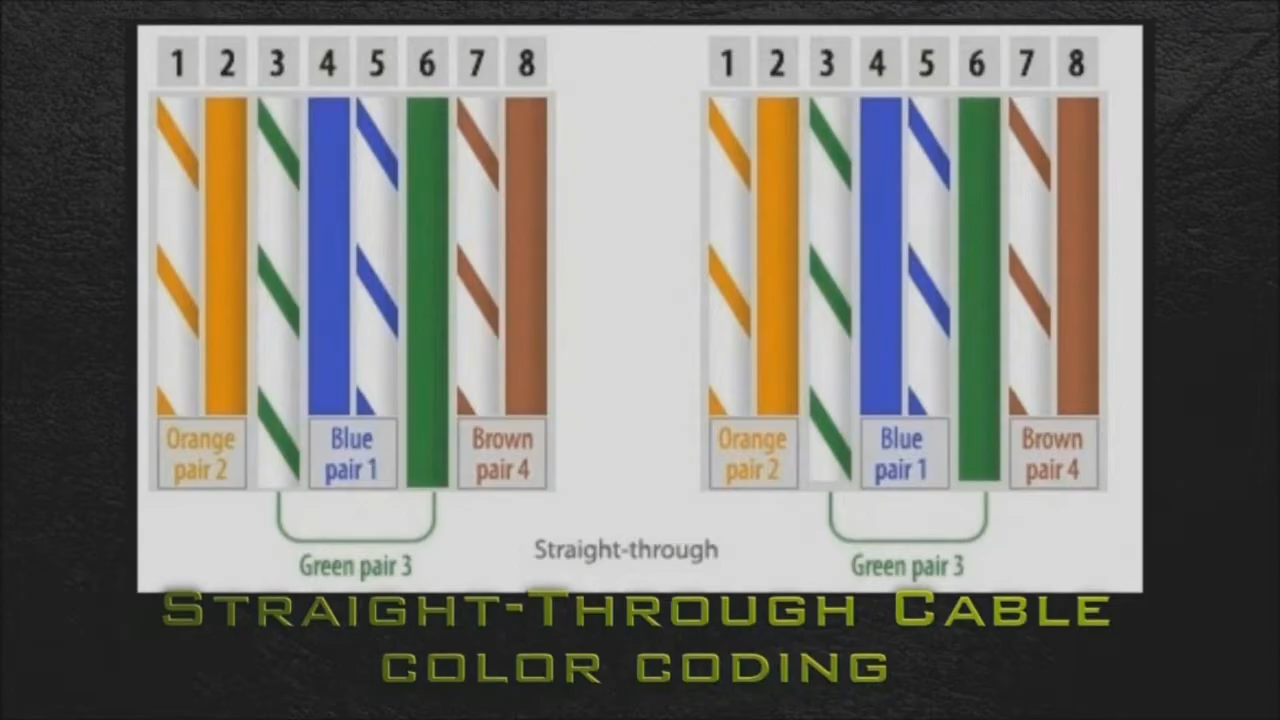 1 2 3 4 5 6 7 8
1 2 3 4 5 6 7 8
Orange
pair 2
Blue
pair 1
Brown
pair 4
Green pair 3
Orange
pair 2
Blue
pair 1
Brown
pair 4
Green pair 3
Straight-through
STRAIGHT-THROUGH CABLE
COLOR CODING